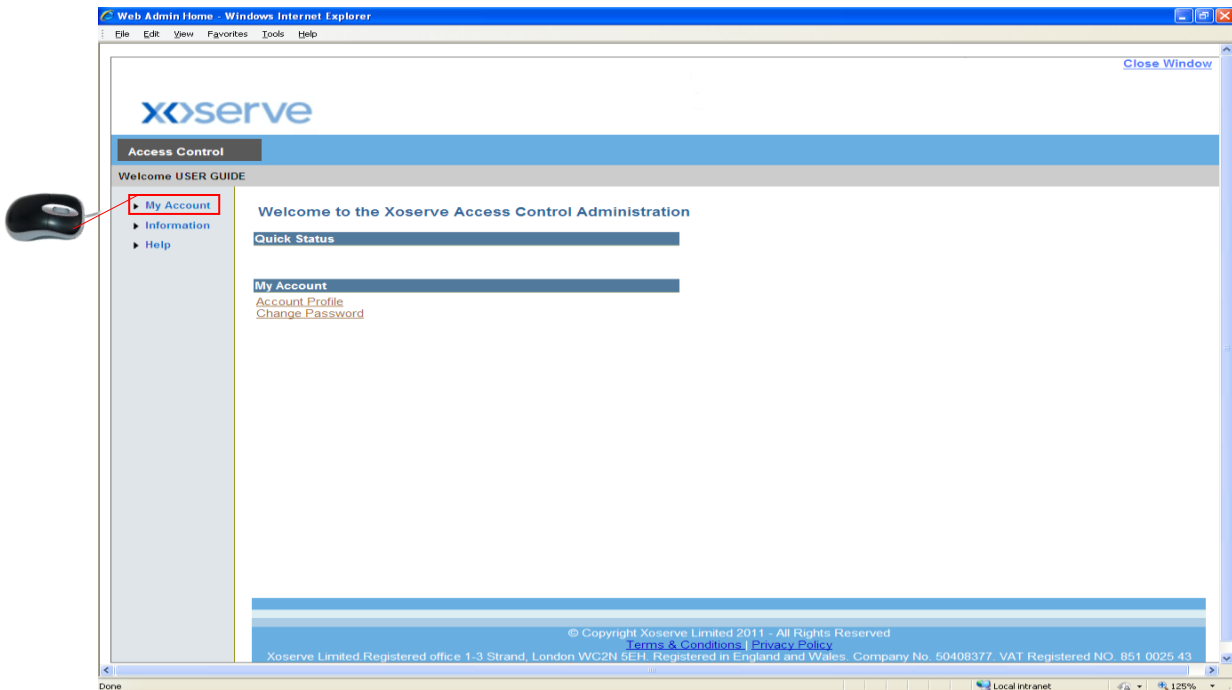 Web Admin Home - Windows Internet Explorer
File Edit View Favorites Tools Help
Close Window
xoserve
Access Control
Welcome USER GUIDE
My Account
Information
Help
Welcome to the Xoserve Access Control Administration
Quick Status
My Account
Account Profile
Change Password
© Copyright Xoserve Limited 2011 - All Rights Reserved
Terms & Conditions | Privacy Policy
Xoserve Limited.Registered office 1-3 Strand, London WC2N 5EH. Registered in England and Wales. Company No. 50408377. VAT Registered NO. 851 0025 43
Done
Local intranet
125%